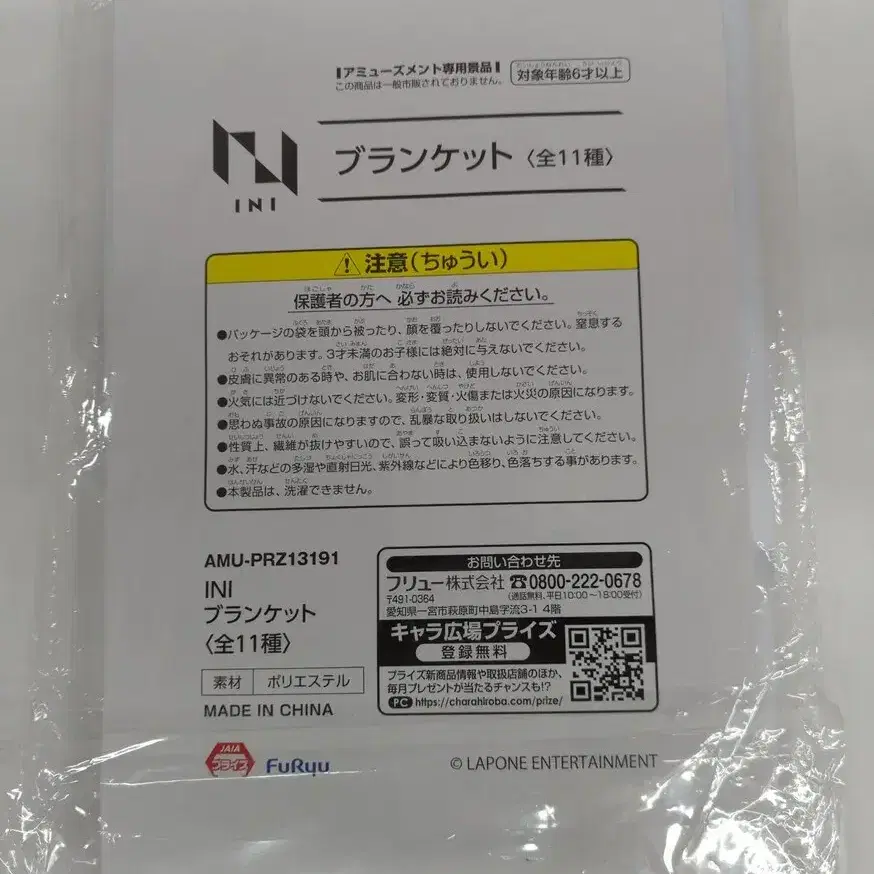 アミューズメント専用景品
この商品は一般市販されておりません。
対象年齢6才以上
INI
ブランケット〈全11種〉
注意(ちゅうい)
保護者の方へ 必ずお読みください。
●パッケージの袋を頭から被ったり、顔を覆ったりしないでください。窒息する
おそれがあります。3才未満のお子様には絶対に与えないでください。
●皮膚に異常のある時や、お肌に合わない時は、使用しないでください。
●火気には近づけないでください。変形・変質・火傷または火災の原因になります。
●思わぬ事故の原因になりますので、乱暴な取り扱いはしないでください。
●性質上、繊維が抜けやすいので、誤って吸い込まないように注意してください。
●水、汗などの多湿や直射日光、紫外線などにより色移り、色落ちする事があります。
●本製品は、洗濯できません。
AMU-PRZ13191
INI
ブランケット
〈全11種〉
素材 ポリエステル
MADE IN CHINA
お問い合わせ先
フリュー株式会社 ☎0800-222-0678
〒491-0364 (通話無料、平日10:00～18:00受付)
愛知県一宮市萩原町中島字流3-1 4階
キャラ広場プライズ
登録無料
プライズ新商品情報や取扱店舗のほか、
毎月プレゼントが当たるチャンスも!?
PC https://charahiroba.com/prize/
JAIA
プライズ
FuRyu
© LAPONE ENTERTAINMENT